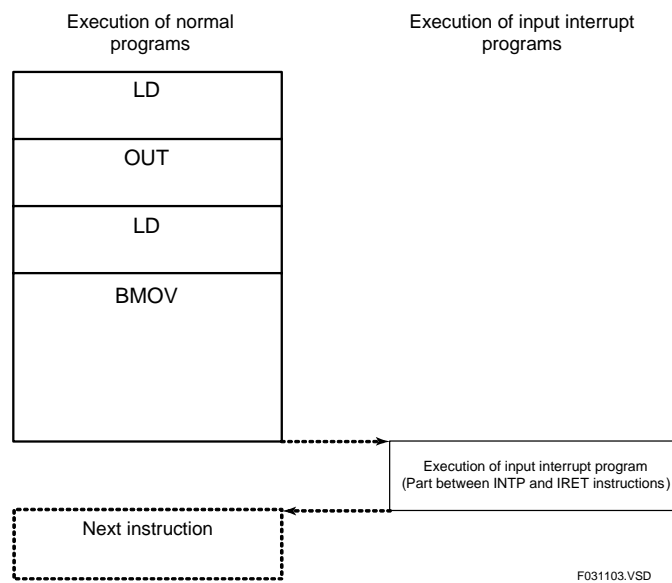 Execution of normal
programs
Execution of input interrupt
programs
LD
OUT
LD
BMOV
Execution of input interrupt program
(Part between INTP and IRET instructions)
Next instruction
F031103.VSD